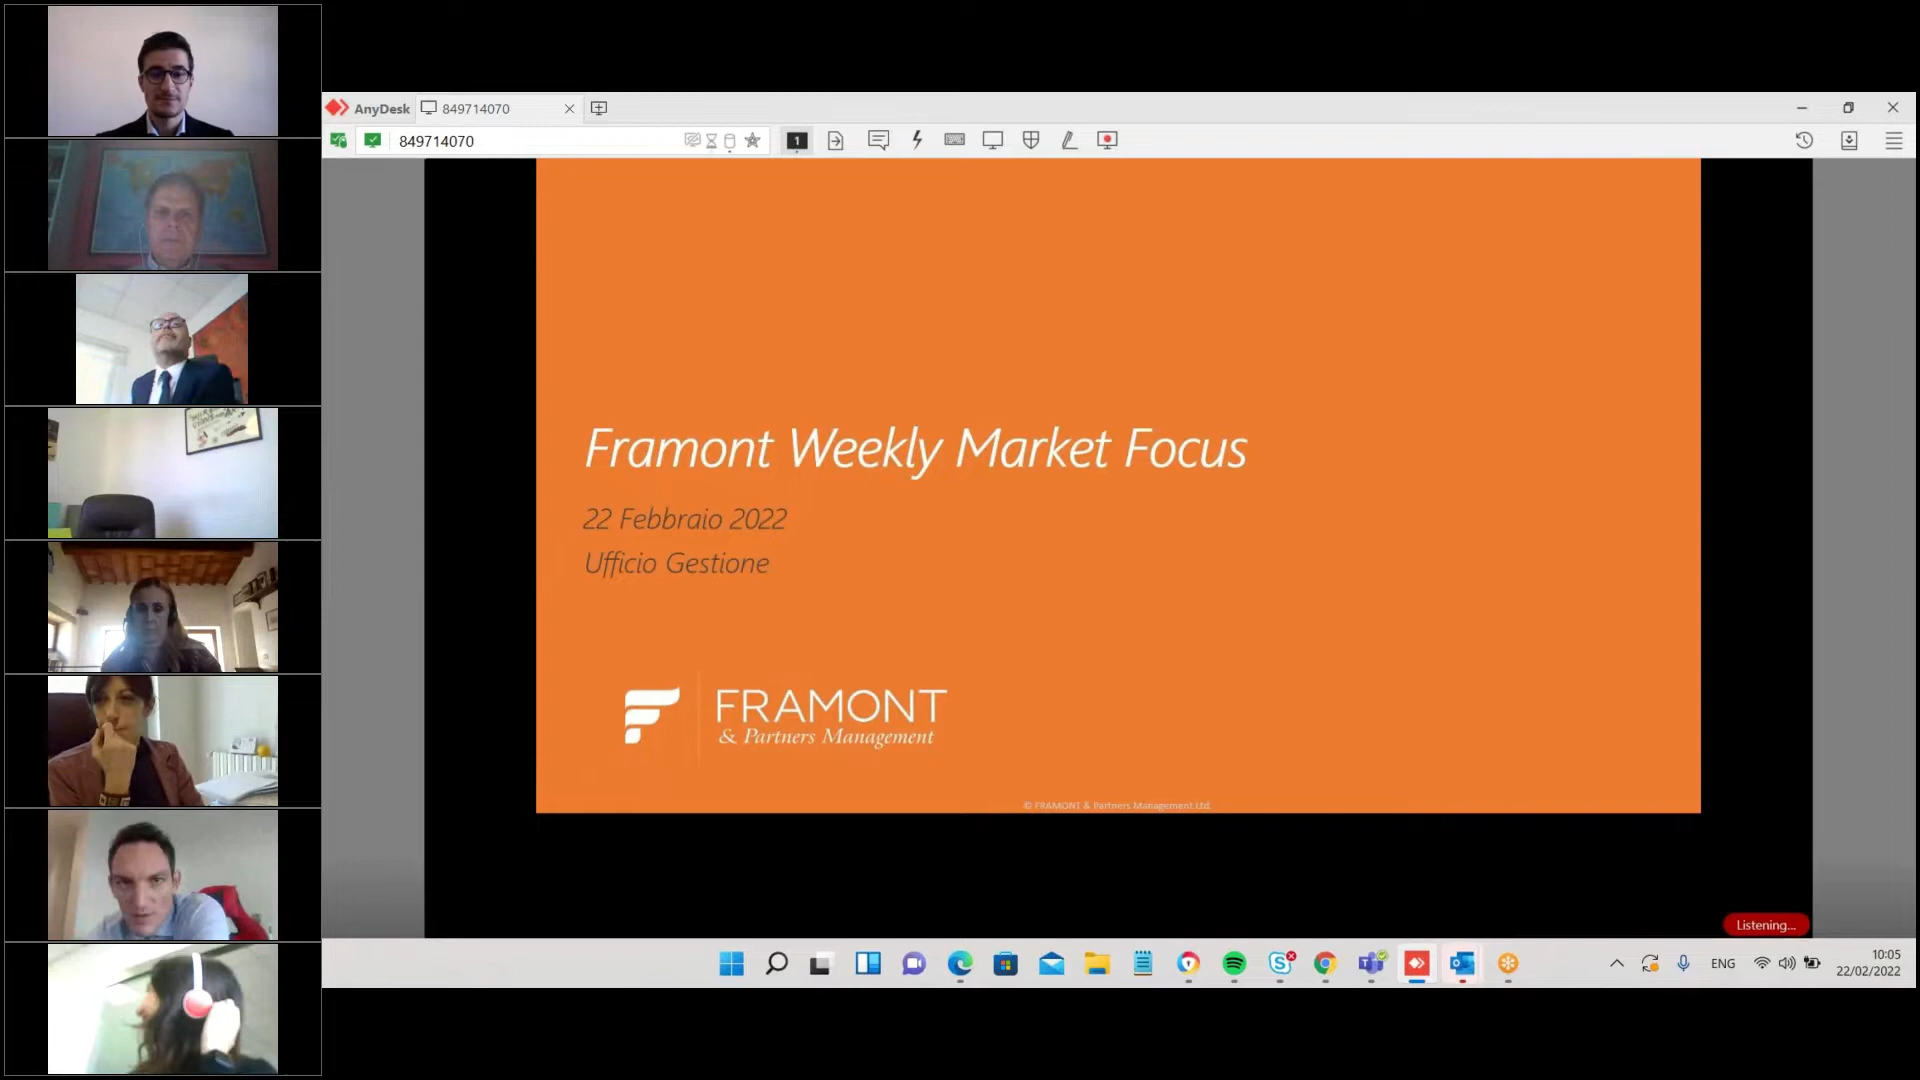 AnyDesk
849714070
849714070
1
Framont Weekly Market Focus
22 Febbraio 2022
Ufficio Gestione
FRAMONT
& Partners Management
© FRAMONT & Partners Management Ltd.
Listening...
ENG
10:05
22/02/2022